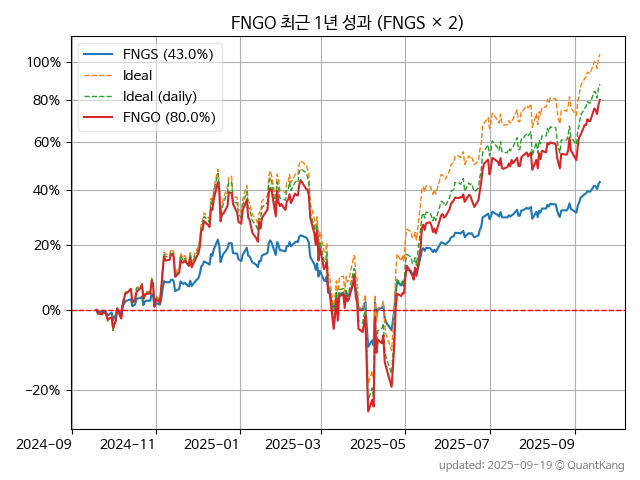 FNGO 최근 1년 성과 (FNGS × 2)
FNGS (43.0%)
Ideal
Ideal (daily)
FNGO (80.0%)
100%
80%
60%
40%
20%
0%
−20%
2024-09
2024-11
2025-01
2025-03
2025-05
2025-07
2025-09
updated: 2025-09-19 © QuantKang